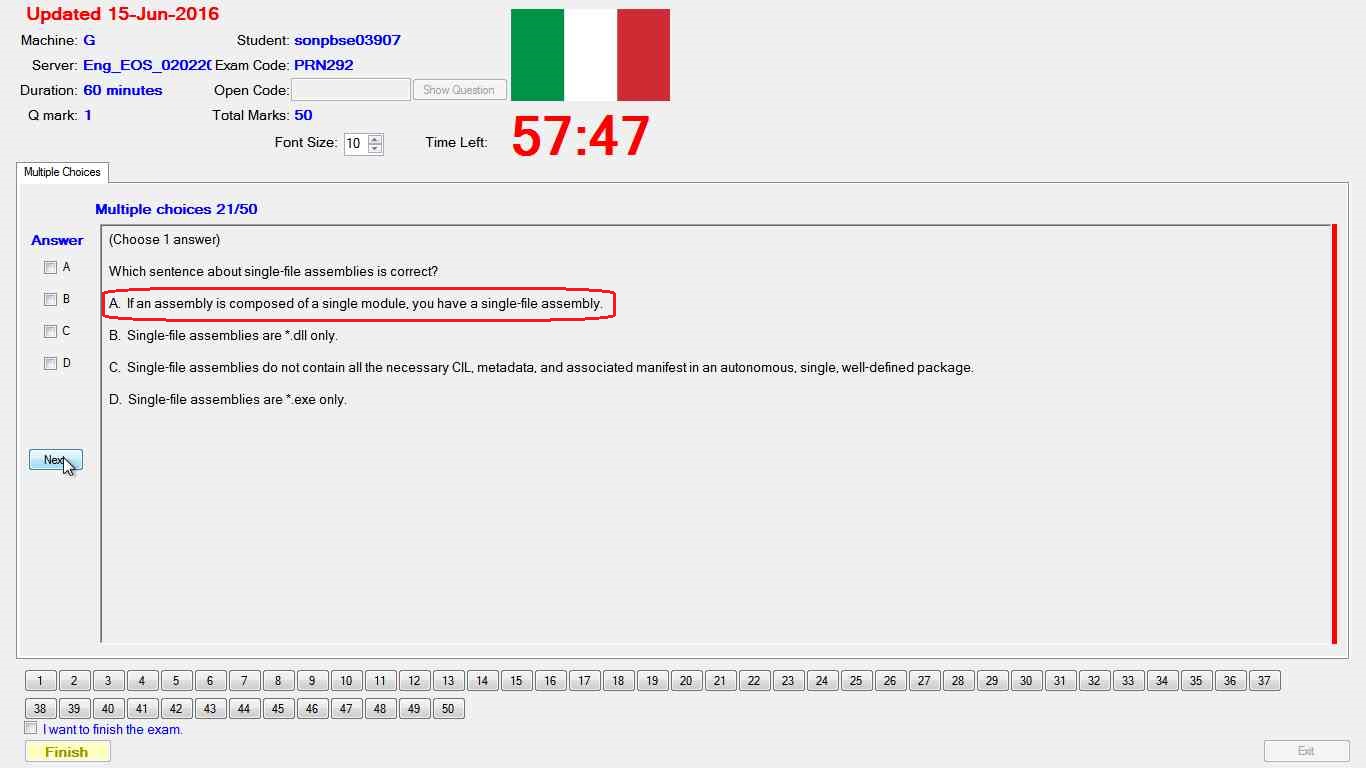 Updated 15-Jun-2016
Machine: G Student: sonpbse03907
Server: Eng_EOS_02022 Exam Code: PRN292
Duration: 60 minutes Open Code: Show Question
Q mark: 1 Total Marks: 50
Font Size: 10 Time Left: 57:47
Multiple Choices
Multiple choices 21/50
Answer
(Choose 1 answer)
A
Which sentence about single-file assemblies is correct?
B
A. If an assembly is composed of a single module, you have a single-file assembly.
C
B. Single-file assemblies are *.dll only.
D
C. Single-file assemblies do not contain all the necessary CIL, metadata, and associated manifest in an autonomous, single, well-defined package.
D. Single-file assemblies are *.exe only.
Next
1 2 3 4 5 6 7 8 9 10 11 12 13 14 15 16 17 18 19 20 21 22 23 24 25 26 27 28 29 30 31 32 33 34 35 36 37
38 39 40 41 42 43 44 45 46 47 48 49 50
I want to finish the exam.
Finish Exit